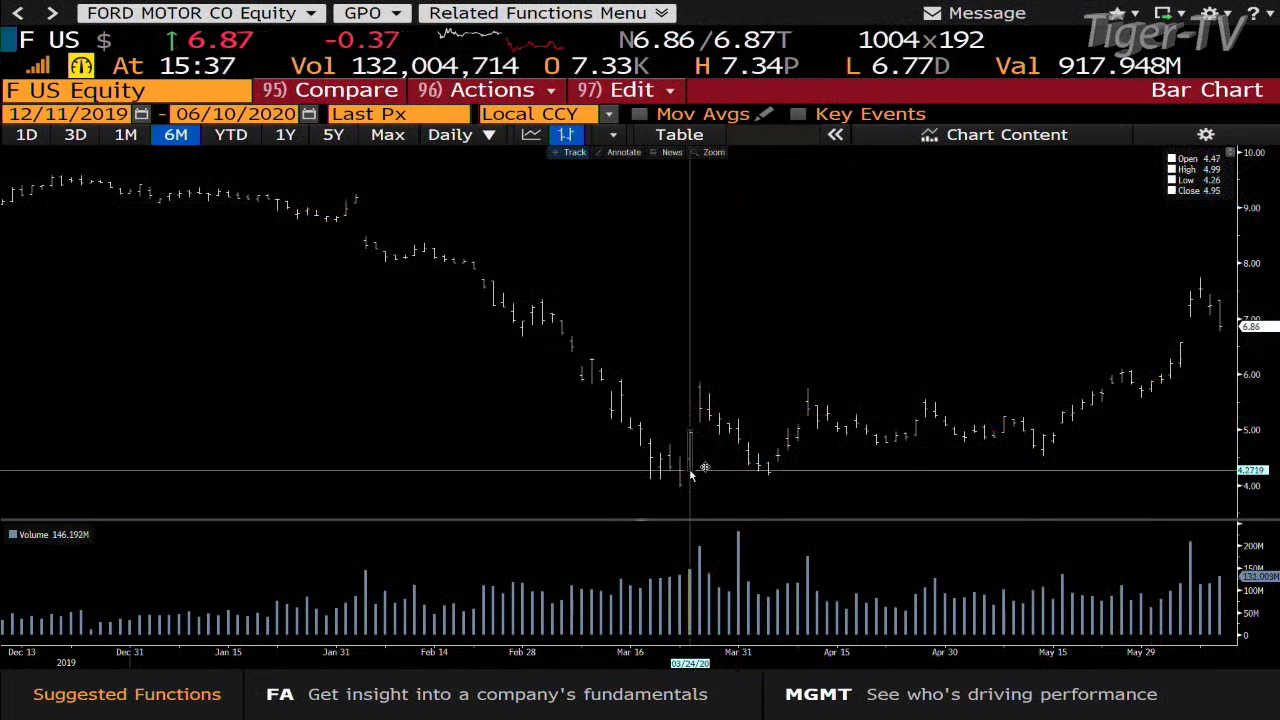 FORD MOTOR CO Equity GPO Related Functions Menu Message ?
F US $ ↑ 6.87 -0.37 N6.86 /6.87T 1004x192
Tiger-TV
At 15:37 Vol 132,004,714 O 7.33K H 7.34P L 6.77D Val 917.948M
F US Equity 95) Compare 96) Actions 97) Edit Bar Chart
12/11/2019 - 06/10/2020 Last Px Local CCY Mov Avgs Key Events
1D 3D 1M 6M YTD 1Y 5Y Max Daily ▼ Table « Chart Content
+ Track Annotate News Zoom
Open 4.47
High 4.99
Low 4.26
Close 4.95
10.00
9.00
8.00
7.00
6.86
6.00
5.00
4.2719
4.00
Volume 146.192M
200M
150M
131.003M
100M
50M
0
Dec 13 Dec 31 Jan 15 Jan 31 Feb 14 Feb 28 Mar 16 Mar 31 Apr 15 Apr 30 May 15 May 29
2019 03/24/20
Suggested Functions FA Get insight into a company's fundamentals MGMT See who's driving performance